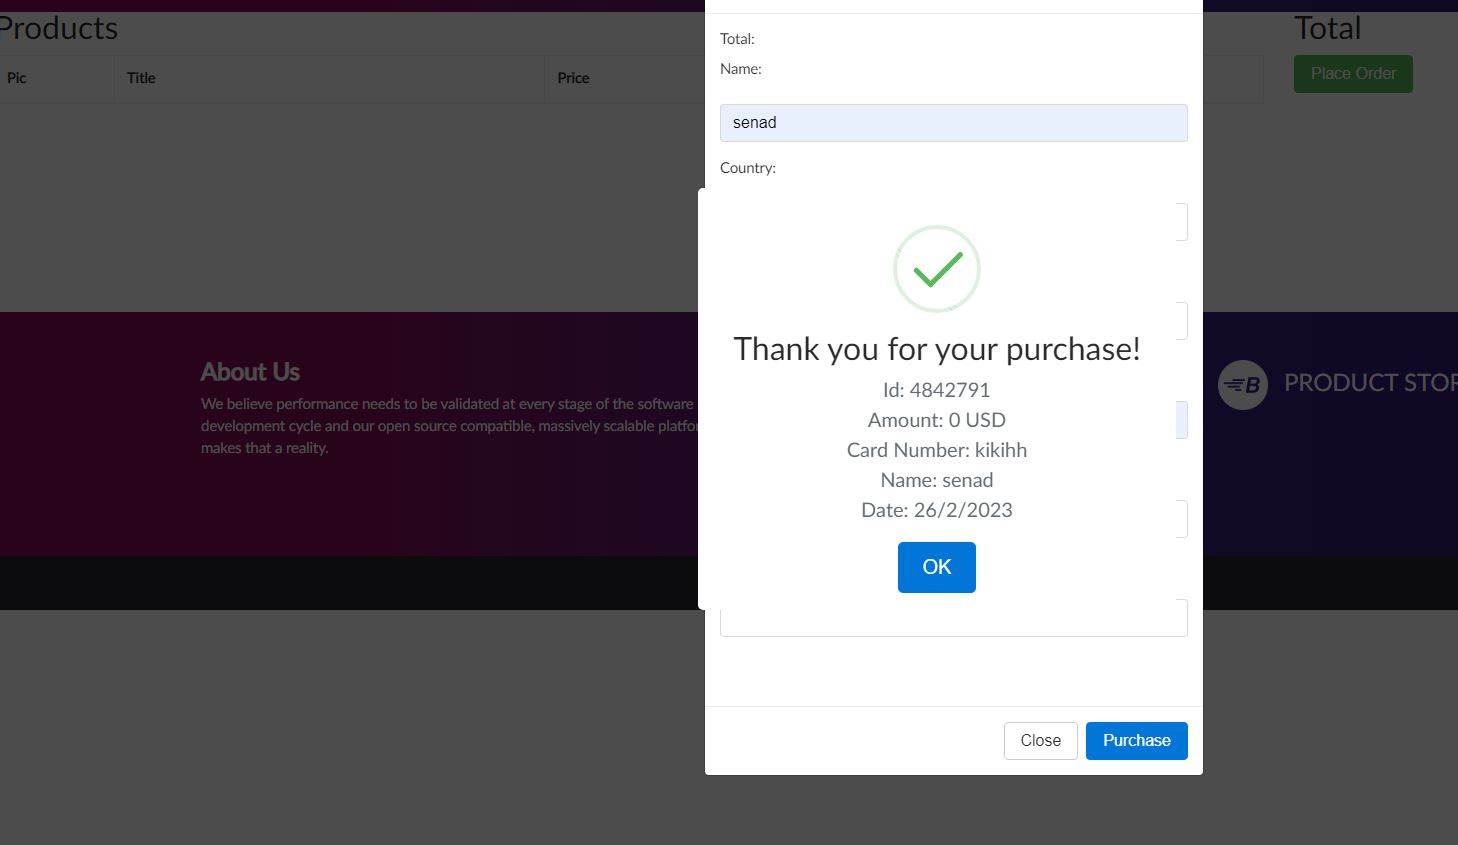 Products
Pic Title Price
Total
Place Order
Total:
Name:
senad
Country:
Thank you for your purchase!
Id: 4842791
Amount: 0 USD
Card Number: kikihh
Name: senad
Date: 26/2/2023
OK
Close Purchase
About Us
We believe performance needs to be validated at every stage of the software
development cycle and our open source compatible, massively scalable
makes that a reality.
B PRODUCT